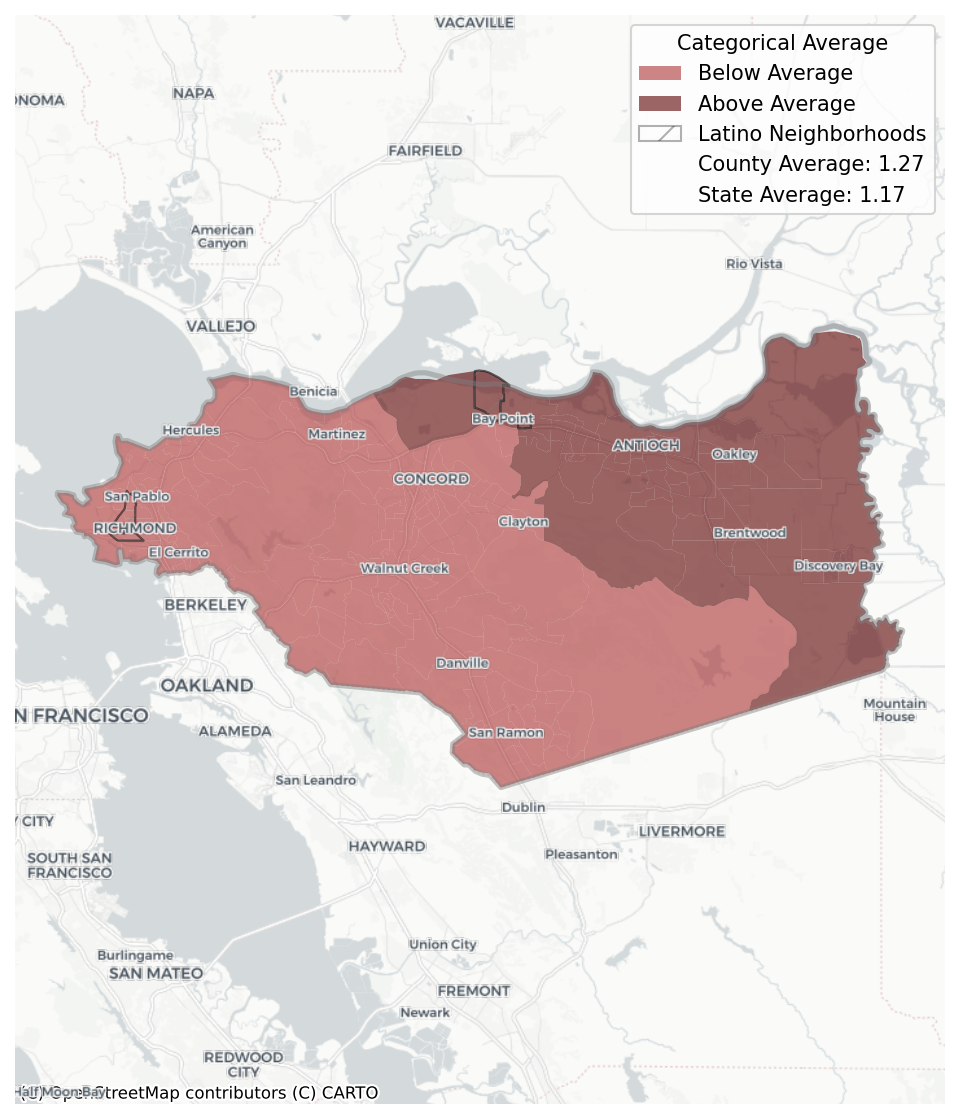 VACAVILLE
Categorical Average
Below Average
Above Average
Latino Neighborhoods
County Average: 1.27
State Average: 1.17
NAPA
ONOMA
FAIRFIELD
American
Canyon
Rio Vista
VALLEJO
Benicia
Bay Point
Hercules
Martinez
ANTIOCH
Oakley
CONCORD
San Pablo
Clayton
RICHMOND
Brentwood
El Cerrito
Walnut Creek
Discovery Bay
BERKELEY
Danville
OAKLAND
Mountain
House
N FRANCISCO
ALAMEDA
San Ramon
San Leandro
Dublin
Y CITY
LIVERMORE
HAYWARD
Pleasanton
SOUTH SAN
FRANCISCO
Union City
Burlingame
SAN MATEO
FREMONT
Newark
REDWOOD
CITY
Half Moon Bay
(C) OpenStreetMap contributors (C) CARTO